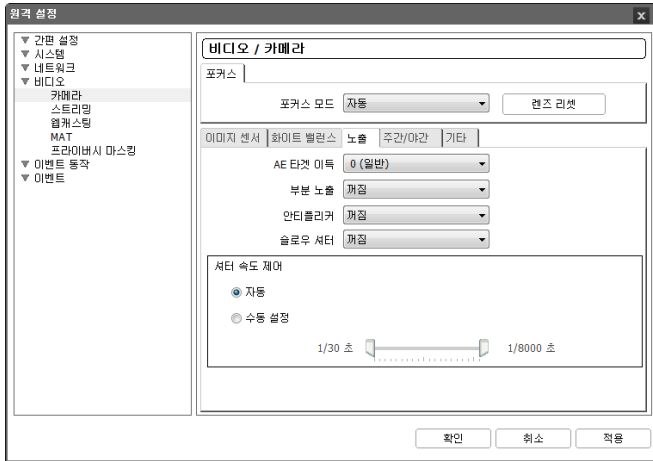 원격 설정
간편 설정
시스템
네트워크
비디오
카메라
스트리밍
웹캐스팅
MAT
프라이버시 마스킹
이벤트 동작
이벤트
비디오 / 카메라
포커스
포커스 모드 자동 렌즈 리셋
이미지 센서 화이트 밸런스 노출 주간/야간 기타
AE 타겟 이득 0 (일반)
부분 노출 꺼짐
안티플리커 꺼짐
슬로우 셔터 꺼짐
셔터 속도 제어
자동
수동 설정
1/30 초 1/8000 초
확인 취소 적용